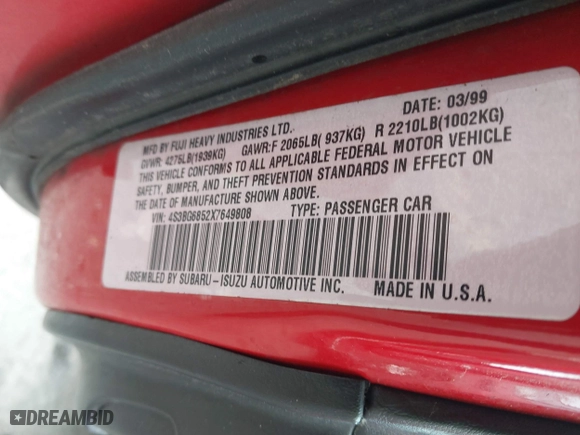 MFD BY FUJI HEAVY INDUSTRIES LTD. DATE: 03/99
GVWR: 4275LB(1939KG) GAWR:F 2065LB( 937KG) R 2210LB(1002KG)
THIS VEHICLE CONFORMS TO ALL APPLICABLE FEDERAL MOTOR VEHICLE
SAFETY, BUMPER, AND THEFT PREVENTION STANDARDS IN EFFECT ON
THE DATE OF MANUFACTURE SHOWN ABOVE.
VIN: 4S3BG6852X7649808 TYPE: PASSENGER CAR
ASSEMBLED BY SUBARU-ISUZU AUTOMOTIVE INC. MADE IN U.S.A.
DREAMBID